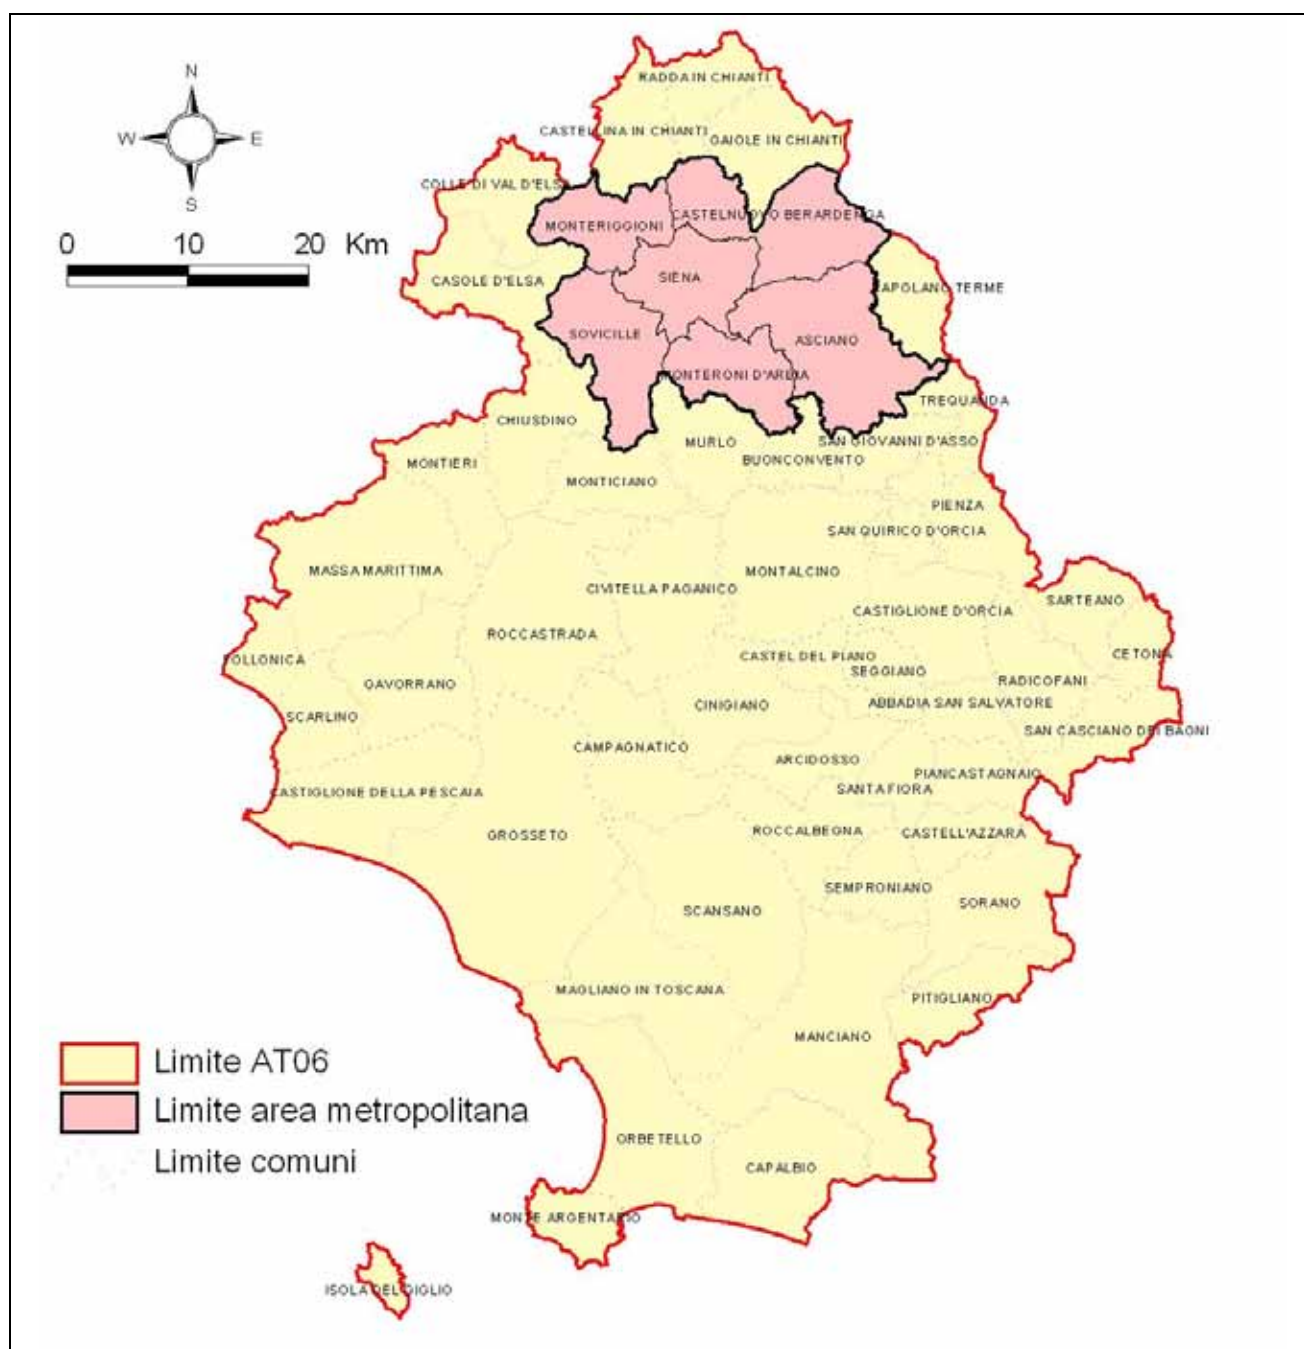 N
W E
S
0 10 20 Km
RADDA IN CHIANTI
CASTELLINA IN CHIANTI
GAIOLE IN CHIANTI
COLLE DI VAL D'ELSA
MONTERIGGIONI
CASTELNUOVO BERARDENGA
CASOLE D'ELSA
SIENA
RAPOLANO TERME
SOVICILLE
ASCIANO
MONTERONI D'ARBIA
TREQUANDA
CHIUSDINO
MURLO
SAN GIOVANNI D'ASSO
MONTIERI
BUONCONVENTO
MONTICIANO
PIENZA
SAN QUIRICO D'ORCIA
MASSA MARITTIMA
MONTALCINO
CIVITELLA PAGANICO
SARTEANO
CASTIGLIONE D'ORCIA
ROCCASTRADA
FOLLONICA
CASTEL DEL PIANO
CETONA
SEGGIANO
GAVORRANO
RADICOFANI
CINIGIANO
ABBADIA SAN SALVATORE
SCARLINO
SAN CASCIANO DEI BAGNI
CAMPAGNATICO
ARCIDOSSO
PIANCASTAGNAIO
CASTIGLIONE DELLA PESCAIA
SANTA FIORA
GROSSETO
ROCCALBEGNA
CASTELL'AZZARA
SEMPRONIANO
SORANO
SCANSANO
MAGLIANO IN TOSCANA
PITIGLIANO
MANCIANO
Limite AT06
Limite area metropolitana
ORBETELLO
Limite comuni
CAPALBIO
MONTE ARGENTARIO
ISOLA DEL GIGLIO